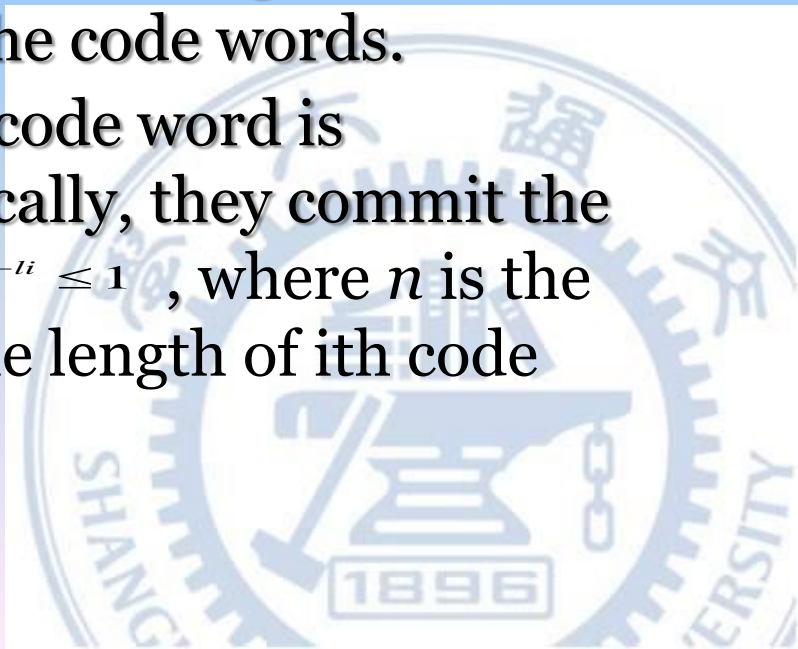 he code words.
code word is
cally, they commit the
−li ≤ 1 , where n is the
e length of ith code
1896
SHANG
VERSITY